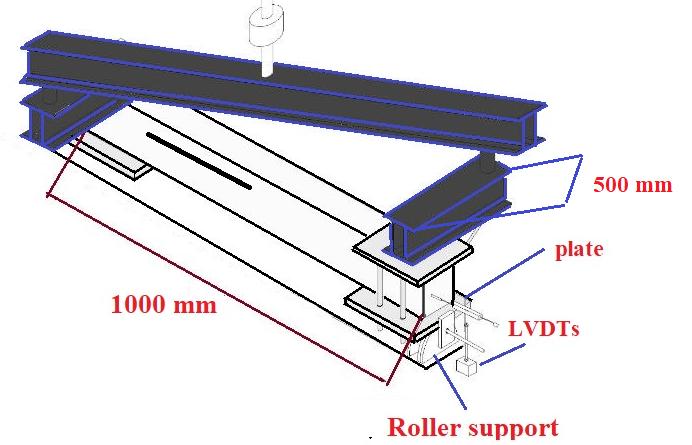 500 mm
plate
1000 mm
LVDTs
Roller support